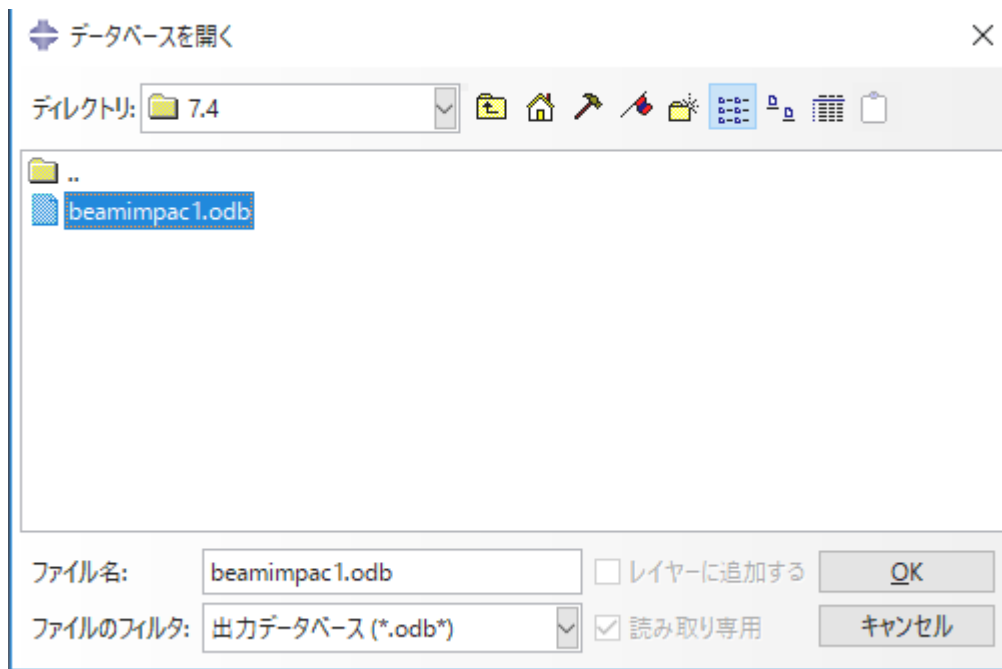 データベースを開く
ディレクトリ: 7.4
..
beamimpac1.odb
ファイル名: beamimpac1.odb レイヤーに追加する OK
ファイルのフィルタ: 出力データベース (*.odb*) 読み取り専用 キャンセル